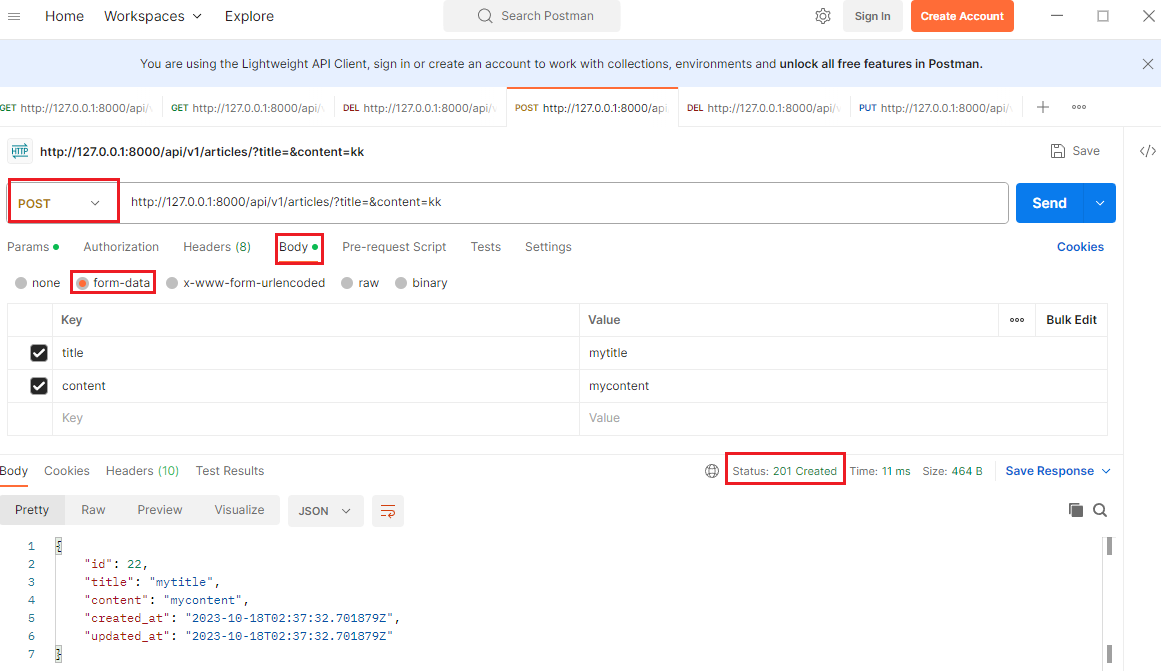 Home Workspaces Explore Search Postman Sign In Create Account
You are using the Lightweight API Client, sign in or create an account to work with collections, environments and unlock all free features in Postman.
GET http://127.0.0.1:8000/api/v GET http://127.0.0.1:8000/api/v DEL http://127.0.0.1:8000/api/v POST http://127.0.0.1:8000/api DEL http://127.0.0.1:8000/api/v PUT http://127.0.0.1:8000/api/
HTTP http://127.0.0.1:8000/api/v1/articles/?title=&content=kk Save </>
POST http://127.0.0.1:8000/api/v1/articles/?title=&content=kk Send
Params Authorization Headers (8) Body Pre-request Script Tests Settings Cookies
none form-data x-www-form-urlencoded raw binary
Key Value Bulk Edit
title mytitle
content mycontent
Key Value
Body Cookies Headers (10) Test Results Status: 201 Created Time: 11 ms Size: 464 B Save Response
Pretty Raw Preview Visualize JSON
1 {
2 "id": 22,
3 "title": "mytitle",
4 "content": "mycontent",
5 "created_at": "2023-10-18T02:37:32.701879Z",
6 "updated_at": "2023-10-18T02:37:32.701879Z"
7 }